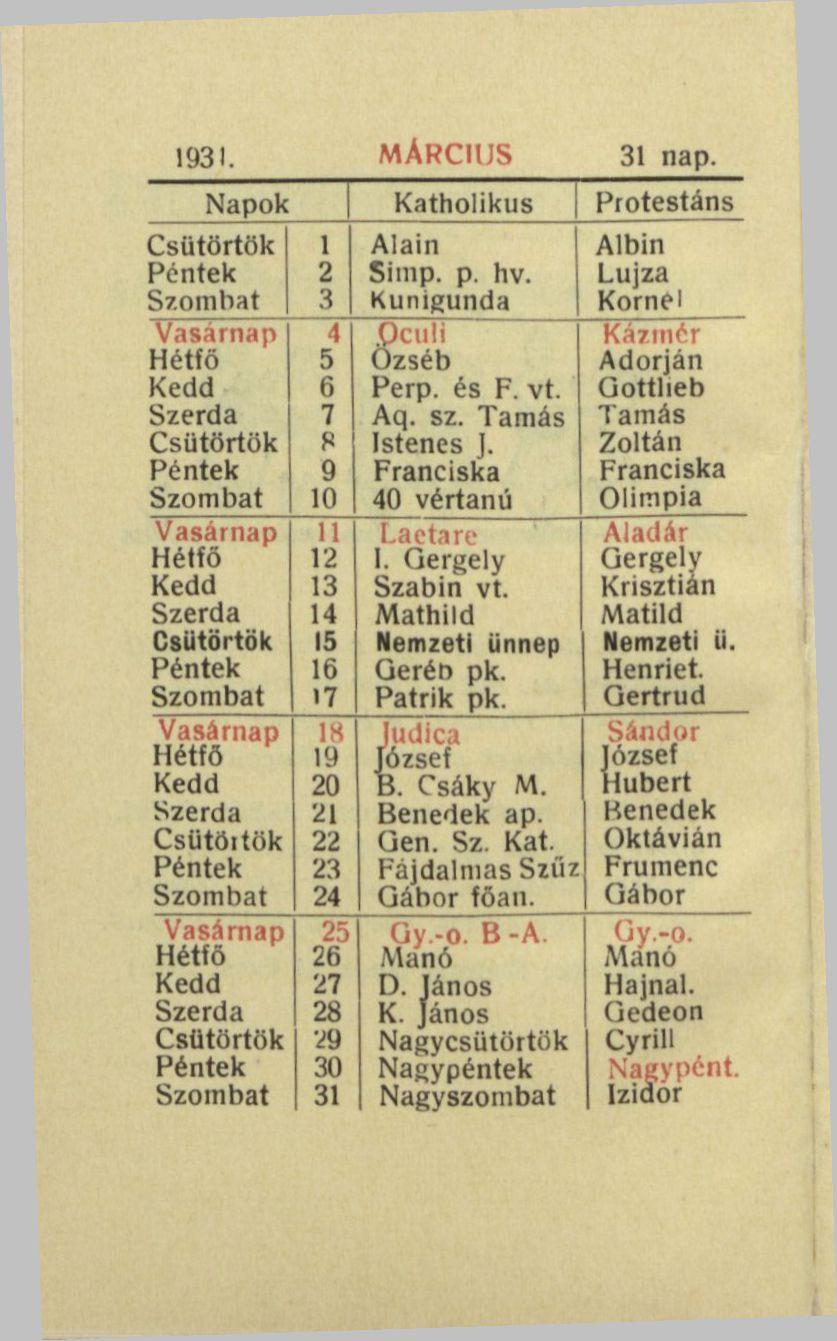 1931. MÁRCIUS 31 nap.
Napok Katholikus Protestáns
Csütörtök 1 Alain Albin
Péntek 2 Simp. p. hv. Lujza
Szombat 3 Kunigunda Kornél
Vasárnap 4 Oculi Kázmér
Hétfő 5 Özséb Adorján
Kedd 6 Perp. és F. vt. Gottlieb
Szerda 7 Aq. sz. Tamás Tamás
Csütörtök 8 Istenes J. Zoltán
Péntek 9 Franciska Franciska
Szombat 10 40 vértanú Olimpia
Vasárnap 11 Laetare Aladár
Hétfő 12 I. Gergely Gergely
Kedd 13 Szabin vt. Krisztián
Szerda 14 Mathild Matild
Csütörtök 15 Nemzeti ünnep Nemzeti ü.
Péntek 16 Geréb pk. Henriet.
Szombat 17 Patrik pk. Gertrud
Vasárnap 18 Judica Sándor
Hétfő 19 József József
Kedd 20 B. Csáky M. Hubert
Szerda 21 Benedek ap. Benedek
Csütörtök 22 Gen. Sz. Kat. Oktávián
Péntek 23 Fájdalmas Szűz Frumenc
Szombat 24 Gábor főan. Gábor
Vasárnap 25 Gy.-o. B-A. Gy.-o.
Hétfő 26 Manó Manó
Kedd 27 D. János Hajnal.
Szerda 28 K. János Gedeon
Csütörtök 29 Nagycsütörtök Cyrill
Péntek 30 Nagypéntek Nagypént.
Szombat 31 Nagyszombat Izidor